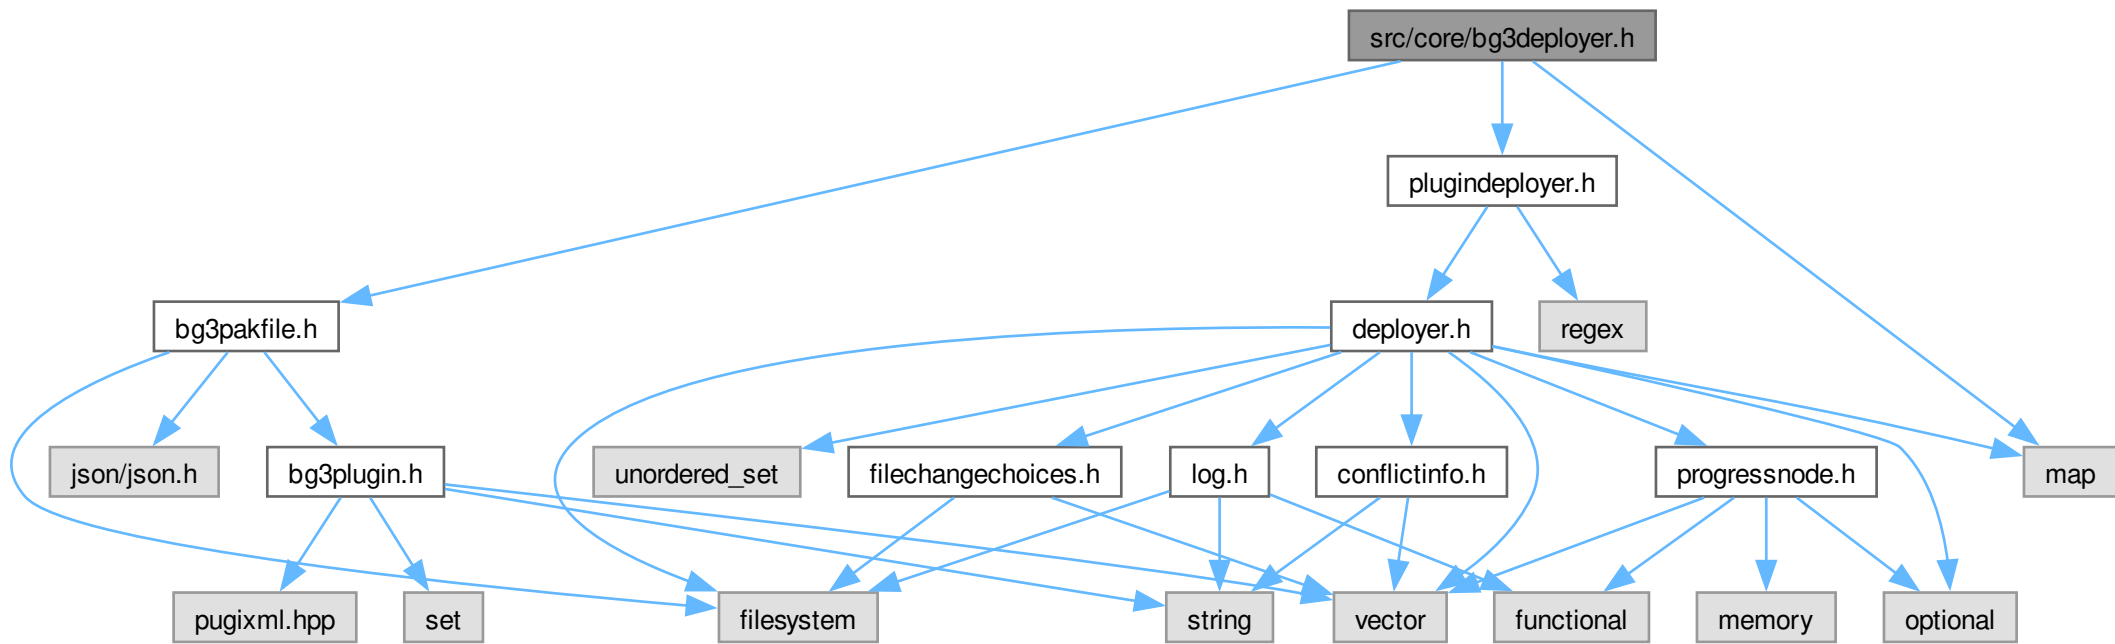 src/core/bg3deployer.h
plugindeployer.h
bg3pakfile.h
deployer.h
regex
json/json.h
bg3plugin.h
unordered_set
filechangechoices.h
log.h
conflictinfo.h
progressnode.h
map
pugixml.hpp
set
filesystem
string
vector
functional
memory
optional